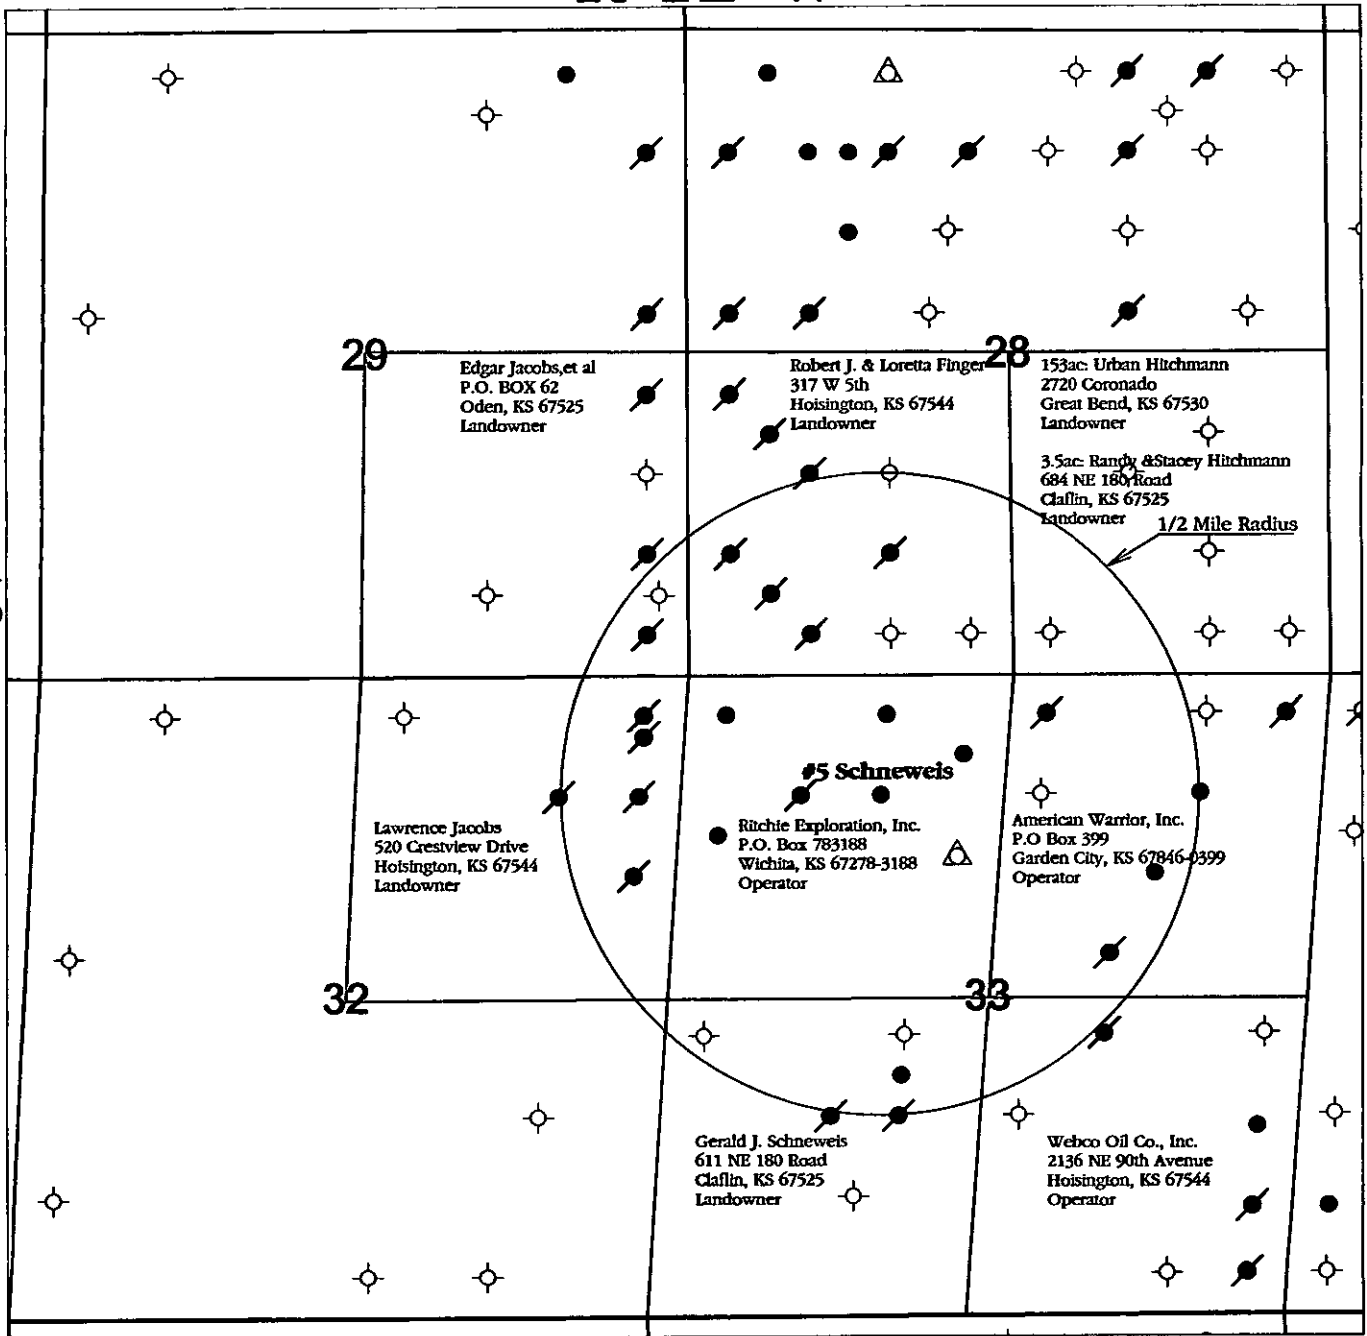 29
Edgar Jacobs,et al
P.O. BOX 62
Oden, KS 67525
Landowner
Robert J. & Loretta Finger
317 W 5th
Hoisington, KS 67544
Landowner
28
153ac: Urban Hitchmann
2720 Coronado
Great Bend, KS 67530
Landowner
3.5ac: Randy &Stacey Hitchmann
684 NE 180 Road
Claflin, KS 67525
Landowner
1/2 Mile Radius
#5 Schneweis
Lawrence Jacobs
520 Crestview Drive
Hoisington, KS 67544
Landowner
Ritchie Exploration, Inc.
P.O. Box 783188
Wichita, KS 67278-3188
Operator
American Warrior, Inc.
P.O Box 399
Garden City, KS 67846-0399
Operator
32
33
Gerald J. Schneweis
611 NE 180 Road
Claflin, KS 67525
Landowner
Webco Oil Co., Inc.
2136 NE 90th Avenue
Hoisington, KS 67544
Operator